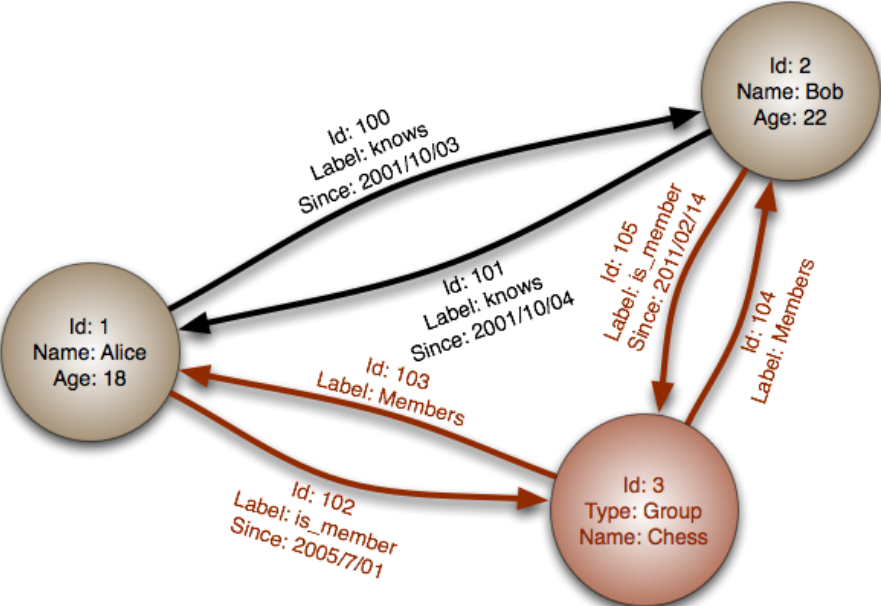 Id: 2
Name: Bob
Age: 22
Id: 100
Label: knows
Since: 2001/10/03
Id: 101
Label: knows
Since: 2001/10/04
Id: 105
Label: is_member
Since: 2011/02/14
Id: 104
Label: Members
Id: 1
Name: Alice
Age: 18
Id: 103
Label: Members
Id: 102
Label: is_member
Since: 2005/7/01
Id: 3
Type: Group
Name: Chess